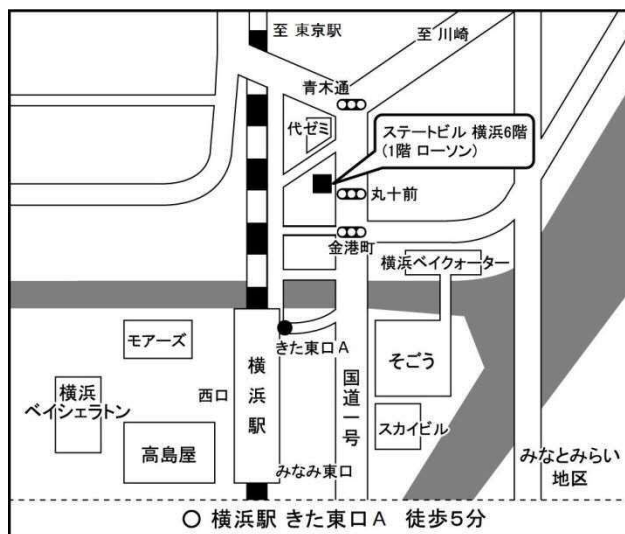 至 東京駅
至 川崎
青木通
代ゼミ
ステートビル 横浜6階
(1階 ローソン)
丸十前
金港町
横浜ベイクォーター
きた東口 A
モアーズ
横浜
ベイシェラトン
西口
横浜駅
国道一号
そごう
スカイビル
高島屋
みなみ東口
みなとみらい
地区
○ 横浜駅 きた東口A 徒歩5分